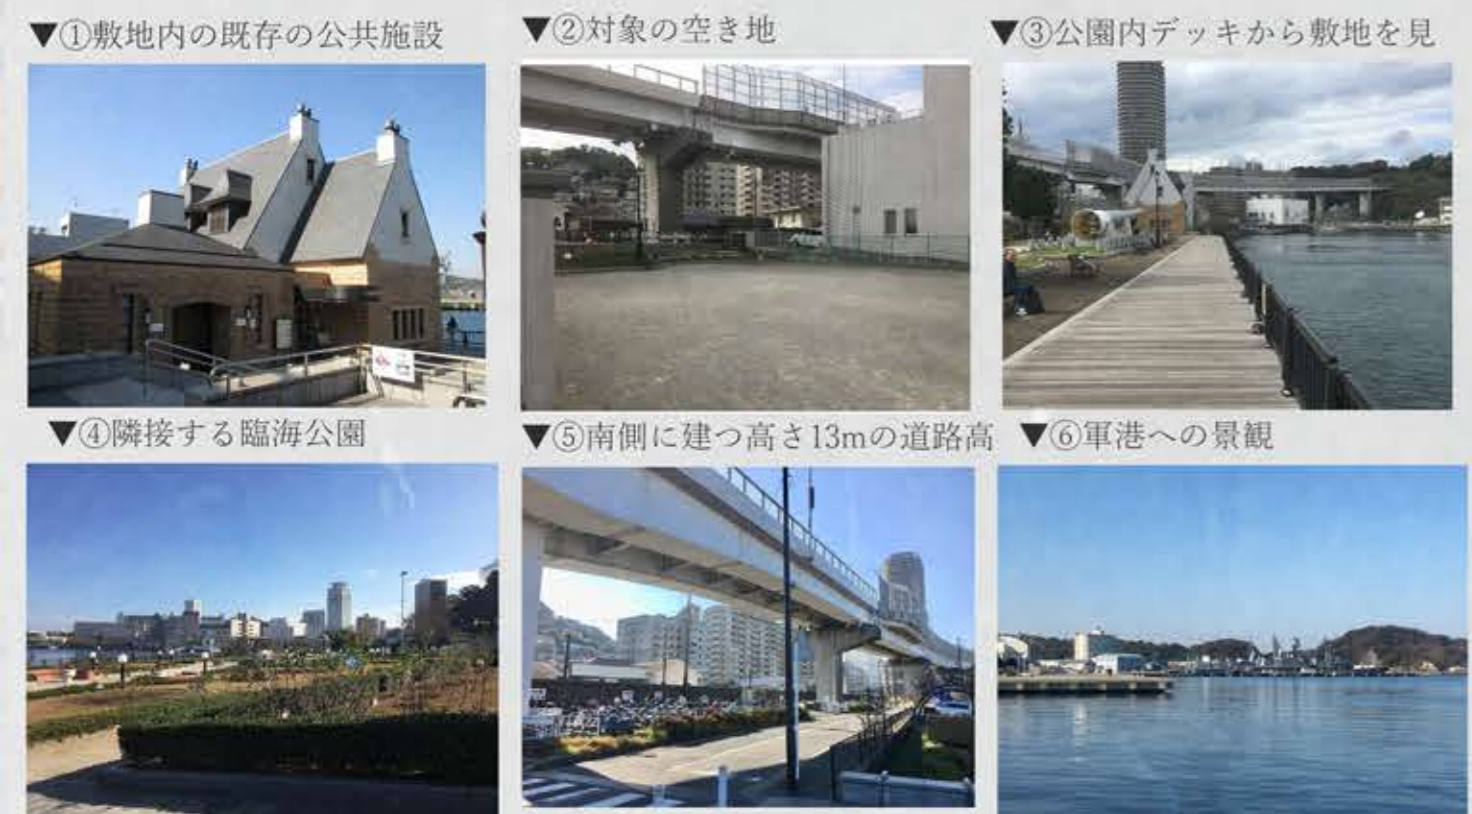 ▼①敷地内の既存の公共施設
▼②対象の空き地
▼③公園内デッキから敷地を見
▼④隣接する臨海公園
▼⑤南側に建つ高さ13mの道路高
▼⑥軍港への景観